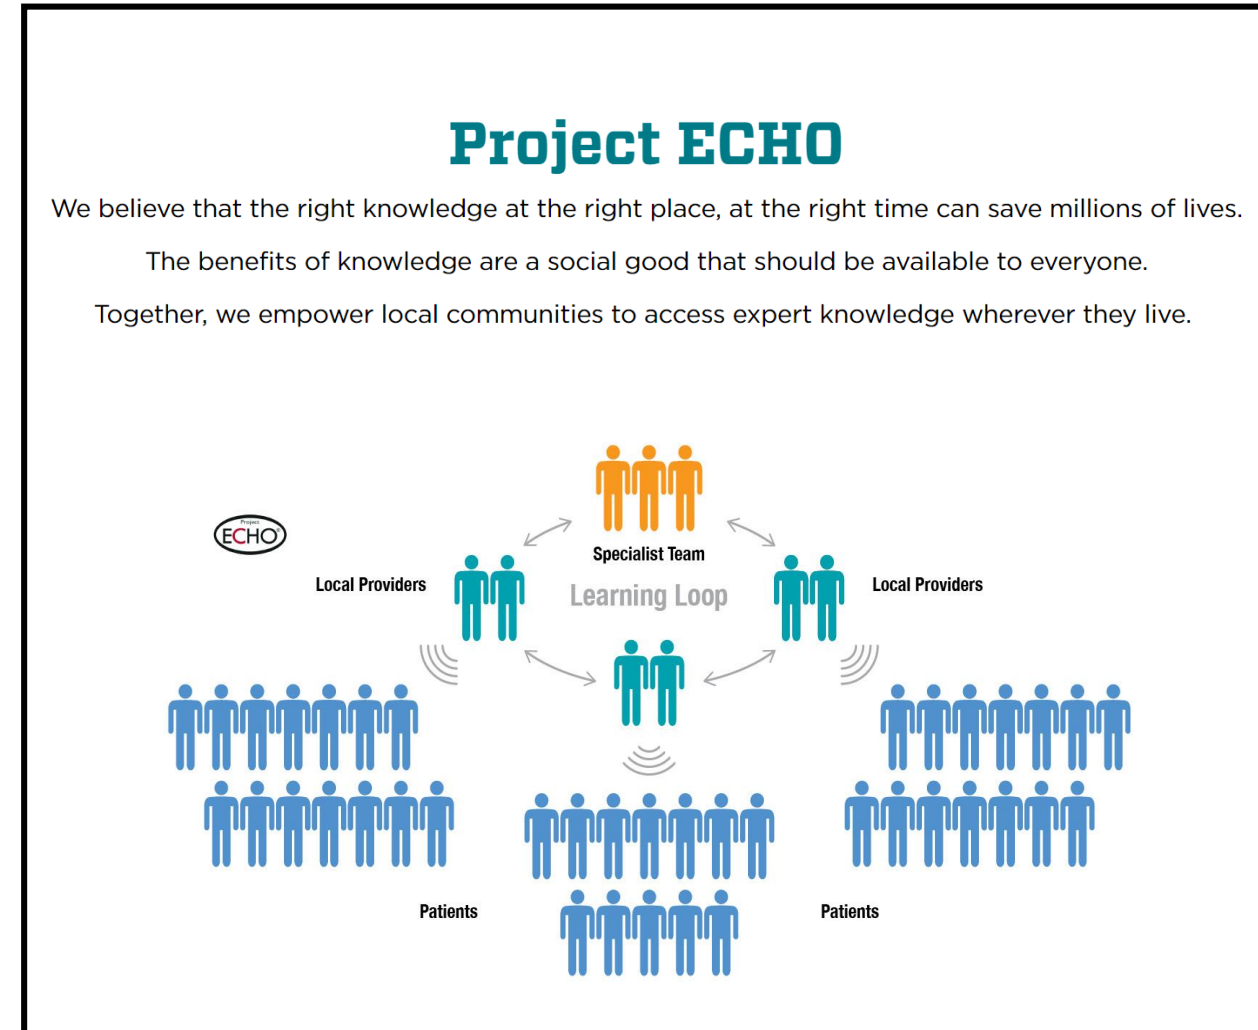 Project ECHO
We believe that the right knowledge at the right place, at the right time can save millions of lives.
The benefits of knowledge are a social good that should be available to everyone.
Together, we empower local communities to access expert knowledge wherever they live.
Project
ECHO®
Specialist Team
Local Providers
Learning Loop
Local Providers
Patients
Patients